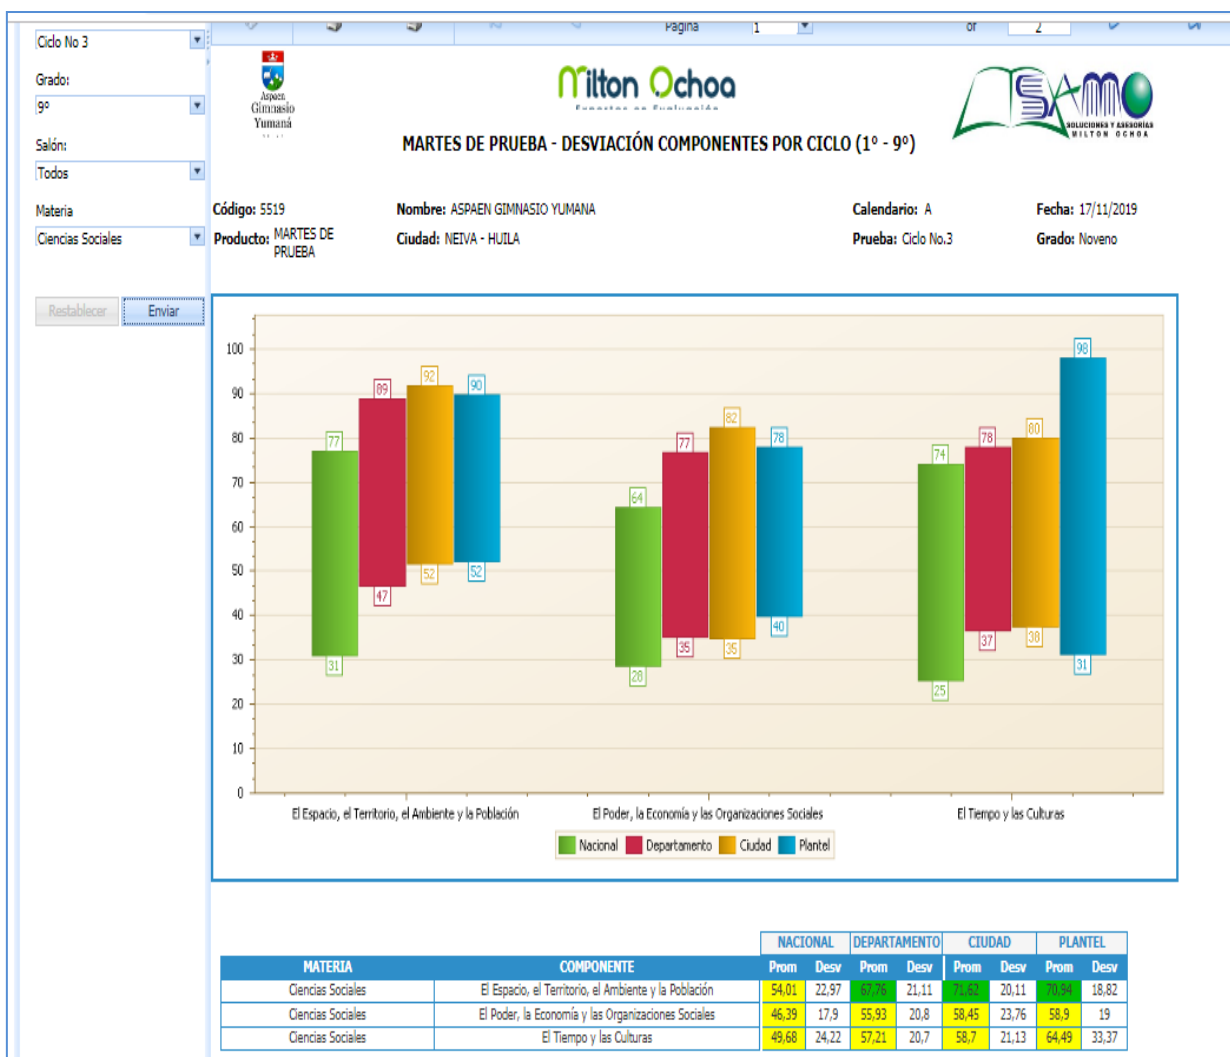 Ciclo No 3
Página 1 of 2
Grado:
9º
Salón:
Todos
Materia
Ciencias Sociales
Restablecer Enviar
Aspaen
Gimnasio
Yumaná
Milton Ochoa
Expertos en Evaluación
SAMO
SOLUCIONES Y ASESORÍAS
MILTON OCHOA
MARTES DE PRUEBA - DESVIACIÓN COMPONENTES POR CICLO (1º - 9º)
Código: 5519 Nombre: ASPAEN GIMNASIO YUMANA Calendario: A Fecha: 17/11/2019
Producto: MARTES DE PRUEBA Ciudad: NEIVA - HUILA Prueba: Ciclo No.3 Grado: Noveno
100
90
80
70
60
50
40
30
20
10
0
77 89 92 90
31 47 52 52
64 77 82 78
28 35 35 40
74 78 80 98
25 37 38 31
El Espacio, el Territorio, el Ambiente y la Población El Poder, la Economía y las Organizaciones Sociales El Tiempo y las Culturas
Nacional Departamento Ciudad Plantel
NACIONAL DEPARTAMENTO CIUDAD PLANTEL
MATERIA COMPONENTE Prom Desv Prom Desv Prom Desv Prom Desv
Ciencias Sociales El Espacio, el Territorio, el Ambiente y la Población 54,01 22,97 67,76 21,11 71,62 20,11 70,94 18,82
Ciencias Sociales El Poder, la Economía y las Organizaciones Sociales 46,39 17,9 55,93 20,8 58,45 23,76 58,9 19
Ciencias Sociales El Tiempo y las Culturas 49,68 24,22 57,21 20,7 58,7 21,13 64,49 33,37